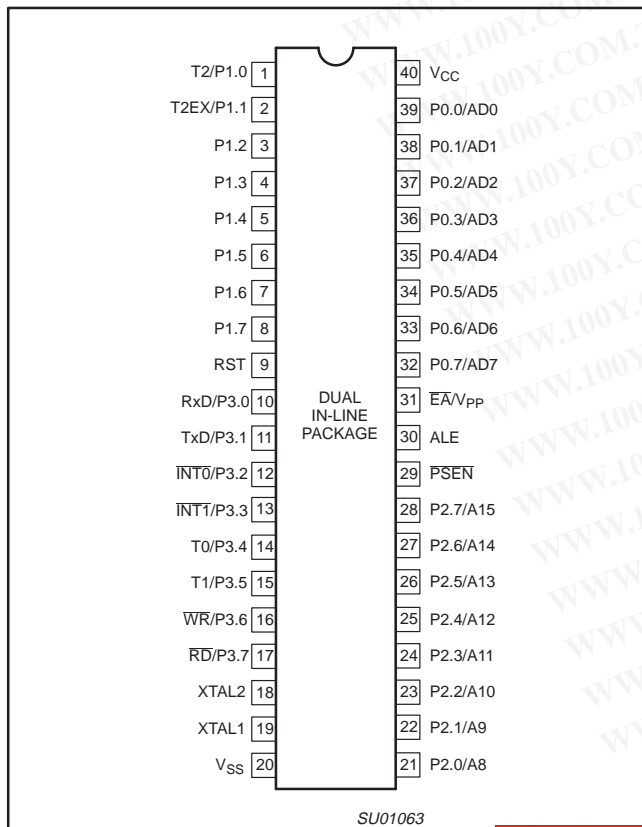 T2/P1.0 1 40 VCC
T2EX/P1.1 2 39 P0.0/AD0
P1.2 3 38 P0.1/AD1
P1.3 4 37 P0.2/AD2
P1.4 5 36 P0.3/AD3
P1.5 6 35 P0.4/AD4
P1.6 7 34 P0.5/AD5
P1.7 8 33 P0.6/AD6
RST 9 32 P0.7/AD7
RxD/P3.0 10 31 E̅A̅/VPP
TxD/P3.1 11 30 ALE
I̅N̅T̅0̅/P3.2 12 29 P̅S̅E̅N̅
I̅N̅T̅1̅/P3.3 13 28 P2.7/A15
T0/P3.4 14 27 P2.6/A14
T1/P3.5 15 26 P2.5/A13
W̅R̅/P3.6 16 25 P2.4/A12
R̅D̅/P3.7 17 24 P2.3/A11
XTAL2 18 23 P2.2/A10
XTAL1 19 22 P2.1/A9
VSS 20 21 P2.0/A8
DUAL
IN-LINE
PACKAGE
SU01063
WWW.100Y.COM